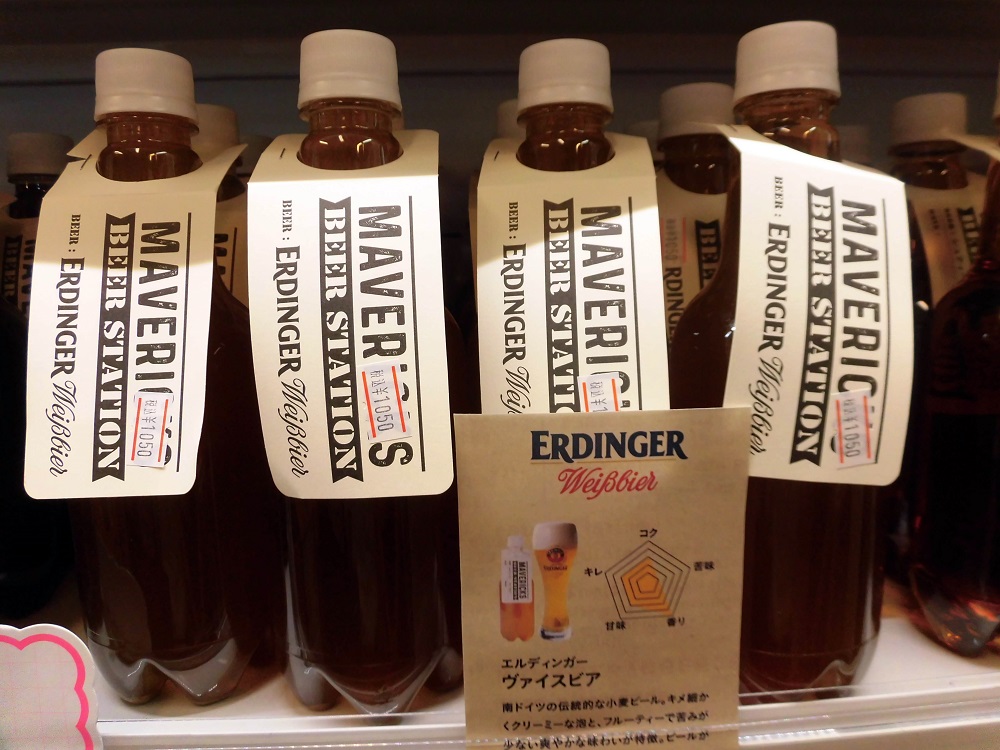 MAVERICKS
BEER STATION
BEER : ERDINGER Weißbier
税込¥1050
MAVERICKS
BEER STATION
BEER : ERDINGER Weißbier
税込¥1050
MAVERIC
BEER STATION
BEER : ERDINGER Weißbier
税込¥1
MAVERICKS
BEER STATION
BEER : ERDINGER Weißbier
税込¥1050
ERDINGER
Weißbier
MAVERICKS
コク
キレ
苦味
甘味
香り
エルディンガー
ヴァイスビア
南ドイツの伝統的な小麦ビール。キメ細か
くクリーミーな泡と、フルーティーで苦みが
少ない爽やかな味わいが特徴。ビールが